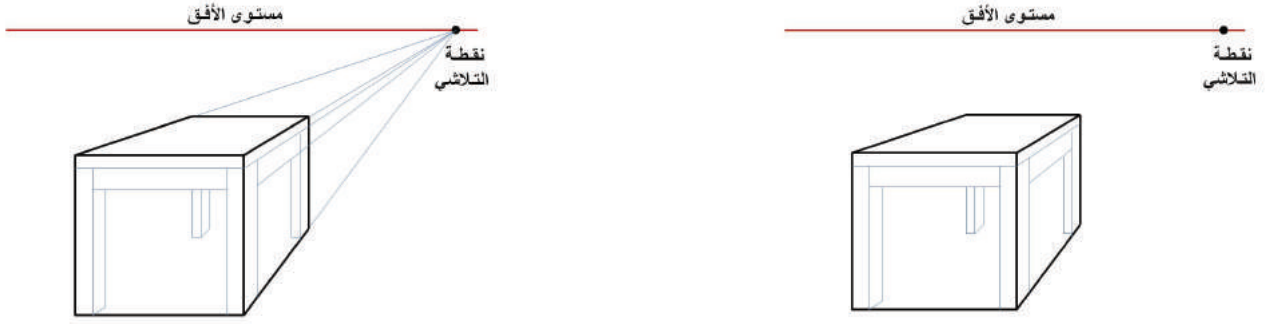 مستوى الأفق
نقطة
التلاشي
مستوى الأفق
نقطة
التلاشي